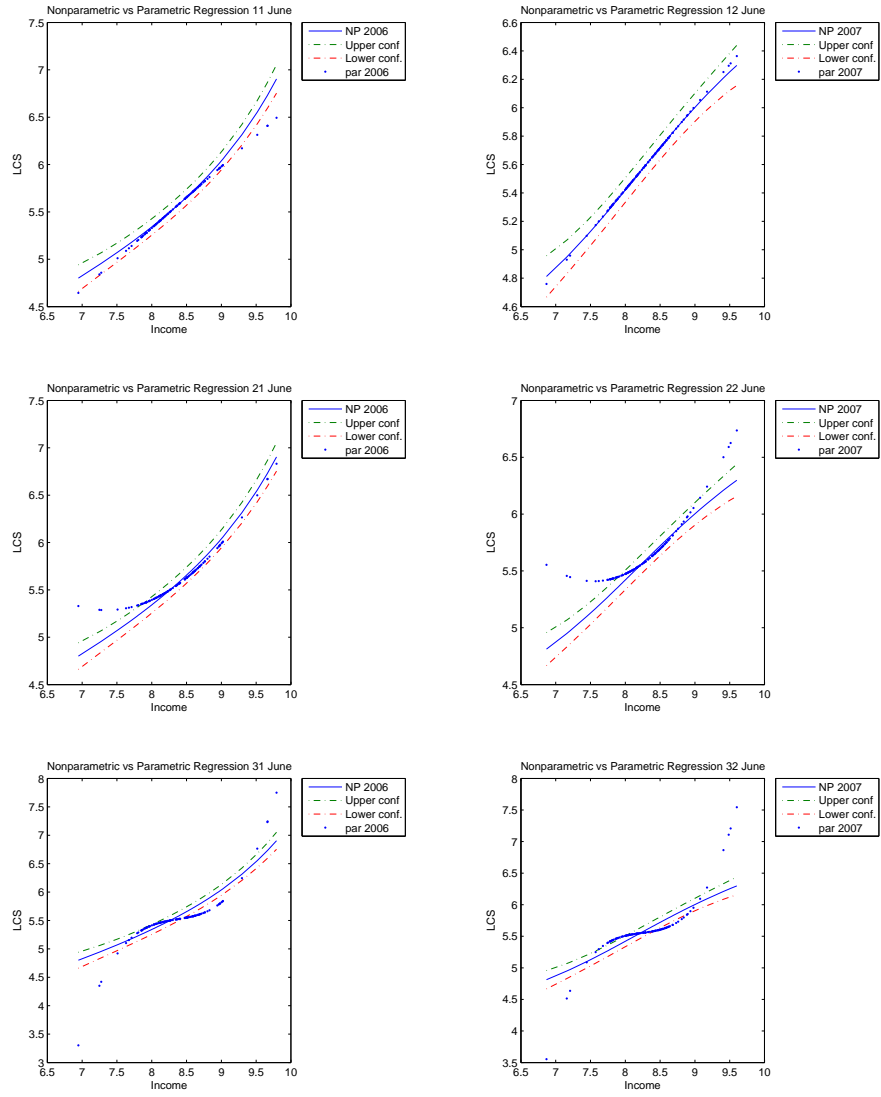 Nonparametric vs Parametric Regression 11 June
7.5
7
6.5
6
5.5
5
4.5
LCS
6.5 7 7.5 8 8.5 9 9.5 10
Income
NP 2006
Upper conf
Lower conf.
par 2006
Nonparametric vs Parametric Regression 12 June
6.6
6.4
6.2
6
5.8
5.6
5.4
5.2
5
4.8
4.6
LCS
6.5 7 7.5 8 8.5 9 9.5 10
Income
NP 2007
Upper conf
Lower conf.
par 2007
Nonparametric vs Parametric Regression 21 June
7.5
7
6.5
6
5.5
5
4.5
LCS
6.5 7 7.5 8 8.5 9 9.5 10
Income
NP 2006
Upper conf
Lower conf.
par 2006
Nonparametric vs Parametric Regression 22 June
7
6.5
6
5.5
5
4.5
LCS
6.5 7 7.5 8 8.5 9 9.5 10
Income
NP 2007
Upper conf
Lower conf.
par 2007
Nonparametric vs Parametric Regression 31 June
8
7.5
7
6.5
6
5.5
5
4.5
4
3.5
3
LCS
6.5 7 7.5 8 8.5 9 9.5 10
Income
NP 2006
Upper conf
Lower conf.
par 2006
Nonparametric vs Parametric Regression 32 June
8
7.5
7
6.5
6
5.5
5
4.5
4
3.5
LCS
6.5 7 7.5 8 8.5 9 9.5 10
Income
NP 2007
Upper conf
Lower conf.
par 2007